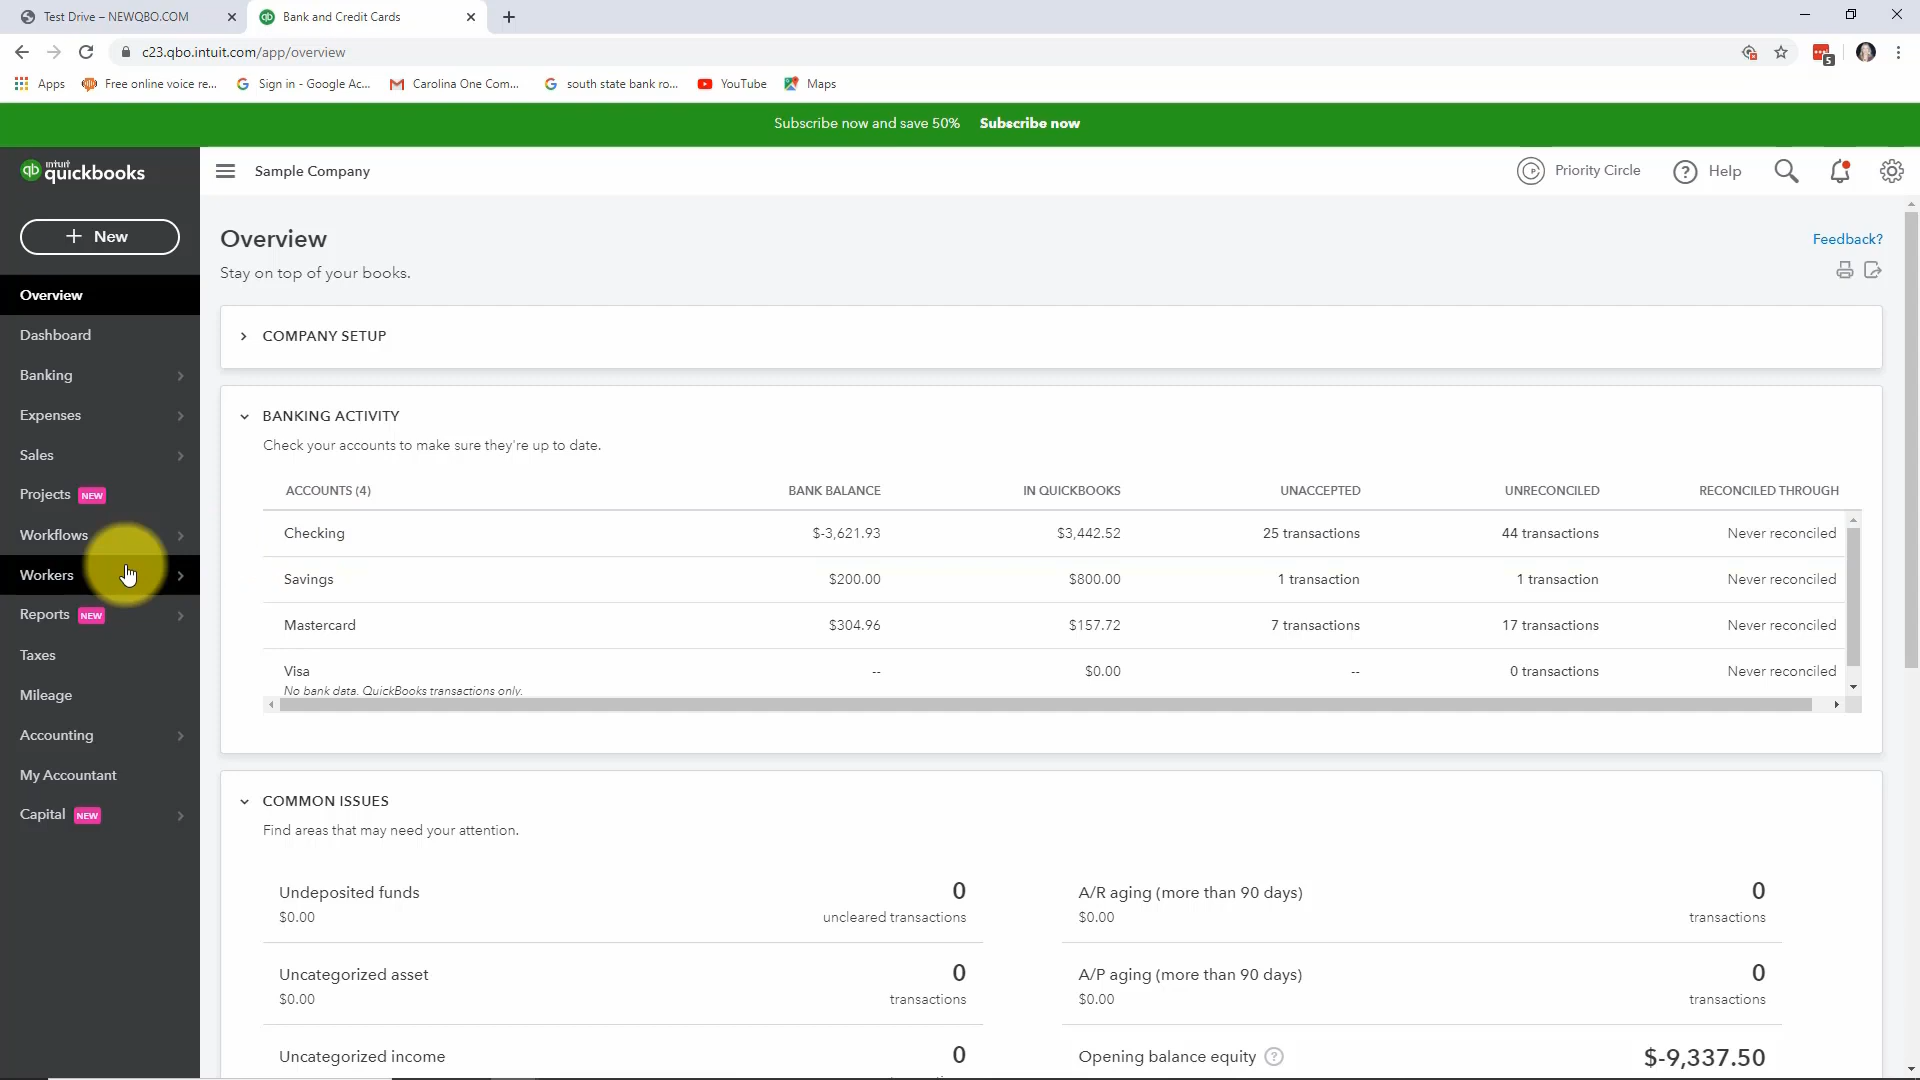 Test Drive – NEWQBO.COM
Bank and Credit Cards
c23.qbo.intuit.com/app/overview
5
Apps
Free online voice re...
Sign in - Google Ac...
Carolina One Com...
south state bank ro...
YouTube
Maps
Subscribe now and save 50% Subscribe now
qb intuit quickbooks
Sample Company
Priority Circle
? Help
+ New
Overview
Dashboard
Banking
Expenses
Sales
Projects NEW
Workflows
Workers
Reports NEW
Taxes
Mileage
Accounting
My Accountant
Capital NEW
Overview
Feedback?
Stay on top of your books.
COMPANY SETUP
BANKING ACTIVITY
Check your accounts to make sure they're up to date.
ACCOUNTS (4) BANK BALANCE IN QUICKBOOKS UNACCEPTED UNRECONCILED RECONCILED THROUGH
Checking $-3,621.93 $3,442.52 25 transactions 44 transactions Never reconciled
Savings $200.00 $800.00 1 transaction 1 transaction Never reconciled
Mastercard $304.96 $157.72 7 transactions 17 transactions Never reconciled
Visa -- $0.00 -- 0 transactions Never reconciled
No bank data. QuickBooks transactions only.
COMMON ISSUES
Find areas that may need your attention.
Undeposited funds 0
$0.00 uncleared transactions
A/R aging (more than 90 days) 0
$0.00 transactions
Uncategorized asset 0
$0.00 transactions
A/P aging (more than 90 days) 0
$0.00 transactions
Uncategorized income 0
Opening balance equity ? $-9,337.50